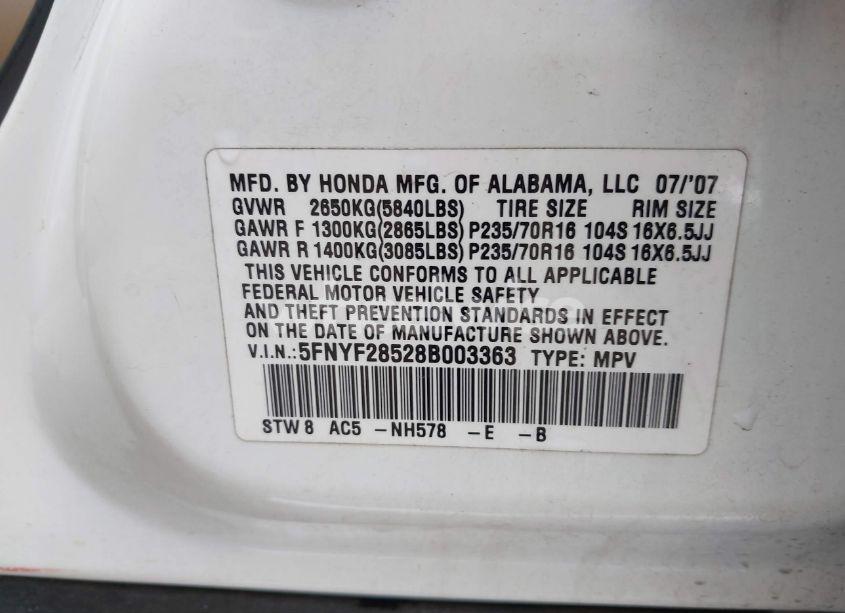 MFD. BY HONDA MFG. OF ALABAMA, LLC 07/'07
GVWR 2650KG(5840LBS) TIRE SIZE RIM SIZE
GAWR F 1300KG(2865LBS) P235/70R16 104S 16X6.5JJ
GAWR R 1400KG(3085LBS) P235/70R16 104S 16X6.5JJ
THIS VEHICLE CONFORMS TO ALL APPLICABLE
FEDERAL MOTOR VEHICLE SAFETY
AND THEFT PREVENTION STANDARDS IN EFFECT
ON THE DATE OF MANUFACTURE SHOWN ABOVE.
V.I.N.:5FNYF28528B003363 TYPE: MPV
STW8 AC5 -NH578 -E -B